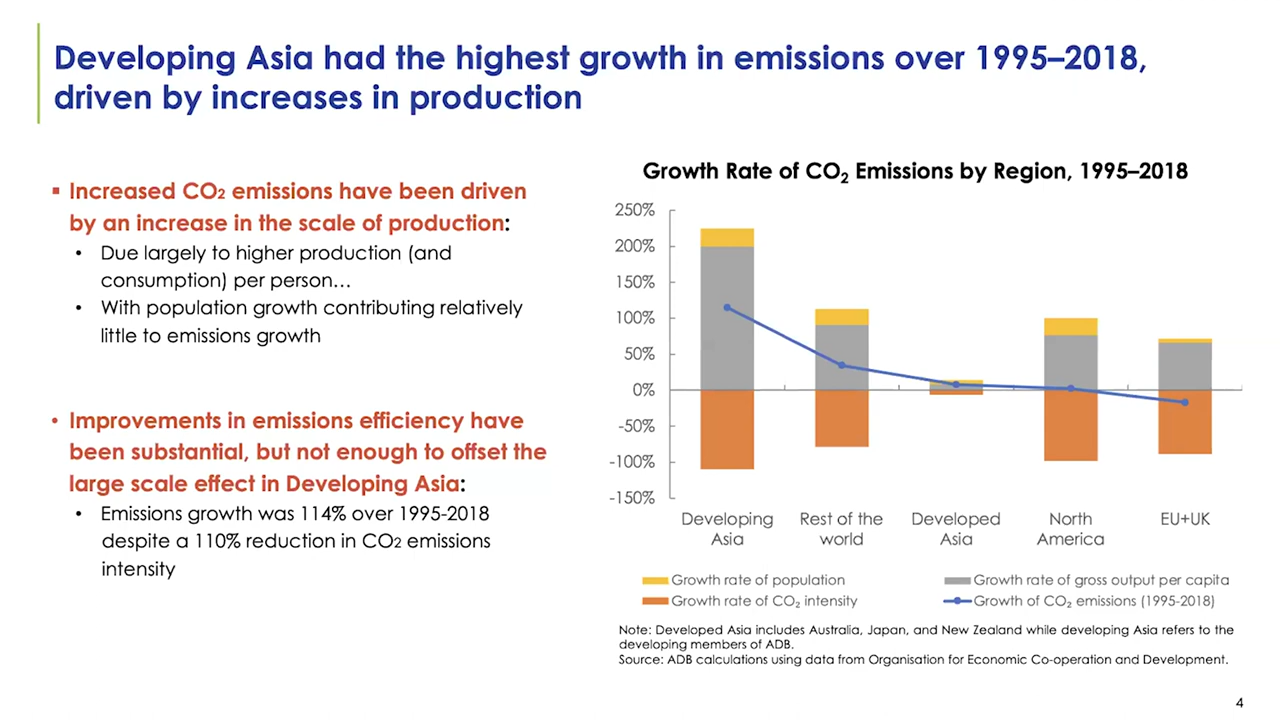 Developing Asia had the highest growth in emissions over 1995–2018,
driven by increases in production
▪ Increased CO2 emissions have been driven
by an increase in the scale of production:
• Due largely to higher production (and
consumption) per person…
• With population growth contributing relatively
little to emissions growth
• Improvements in emissions efficiency have
been substantial, but not enough to offset the
large scale effect in Developing Asia:
• Emissions growth was 114% over 1995-2018
despite a 110% reduction in CO2 emissions
intensity
Growth Rate of CO₂ Emissions by Region, 1995–2018
250%
200%
150%
100%
50%
0%
-50%
-100%
-150%
Developing Asia
Rest of the world
Developed Asia
North America
EU+UK
Growth rate of population
Growth rate of gross output per capita
Growth rate of CO₂ intensity
Growth of CO₂ emissions (1995-2018)
Note: Developed Asia includes Australia, Japan, and New Zealand while developing Asia refers to the
developing members of ADB.
Source: ADB calculations using data from Organisation for Economic Co-operation and Development.
4